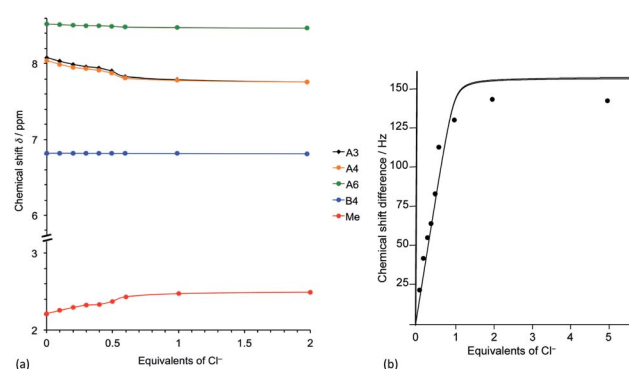 Chemical shift δ / ppm
8
7
6
3
2
0
0.5
1
1.5
2
Equivalents of Cl⁻
(a)
A3
A4
A6
B4
Me
Chemical shift difference / Hz
150
125
100
75
50
25
0
1
2
3
4
5
Equivalents of Cl⁻
(b)